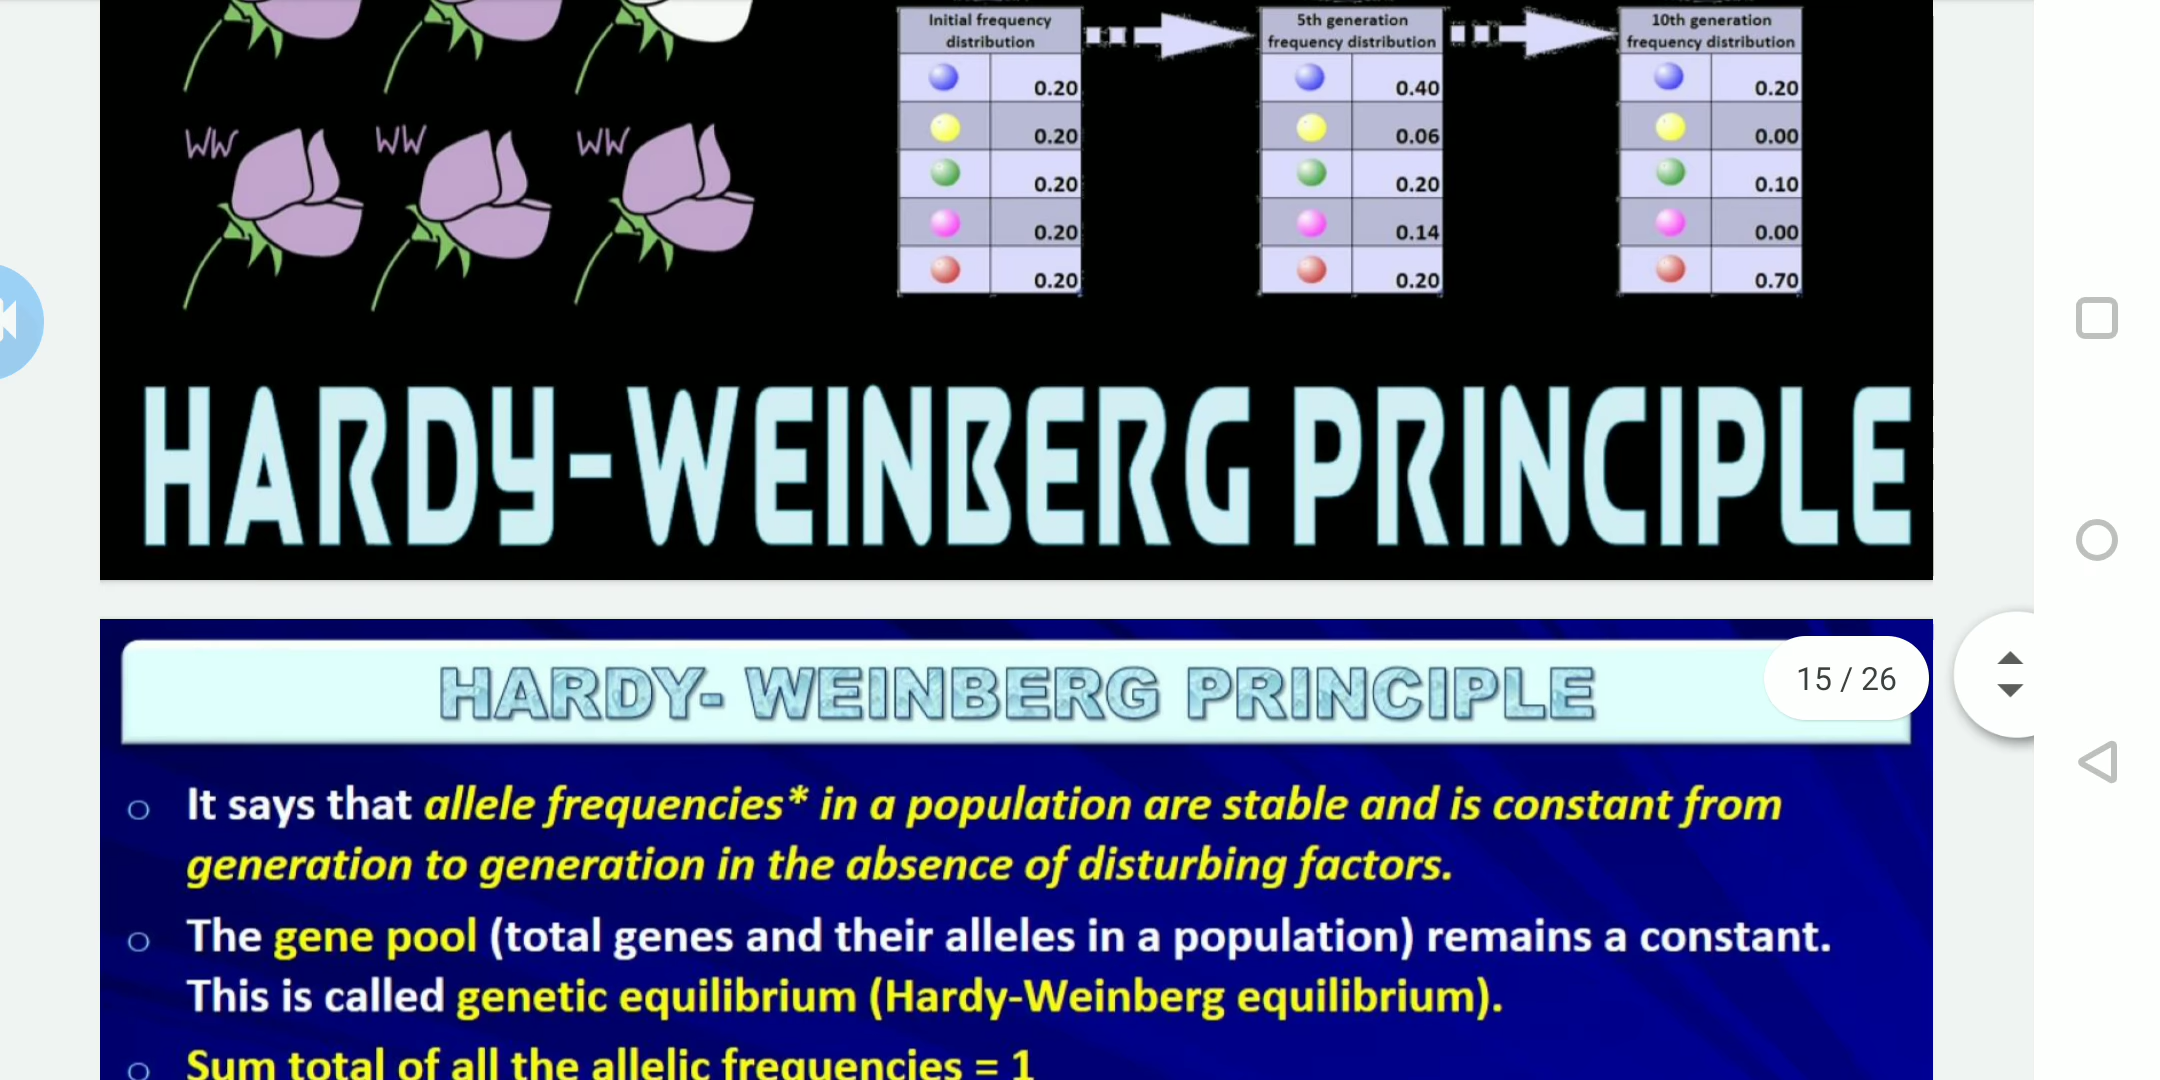 WW WW WW
Initial frequency distribution
0.20
0.20
0.20
0.20
0.20
5th generation frequency distribution
0.40
0.06
0.20
0.14
0.20
10th generation frequency distribution
0.20
0.00
0.10
0.00
0.70
HARDY-WEINBERG PRINCIPLE
HARDY- WEINBERG PRINCIPLE
15 / 26
It says that allele frequencies* in a population are stable and is constant from
generation to generation in the absence of disturbing factors.
The gene pool (total genes and their alleles in a population) remains a constant.
This is called genetic equilibrium (Hardy-Weinberg equilibrium).
Sum total of all the allelic frequencies = 1